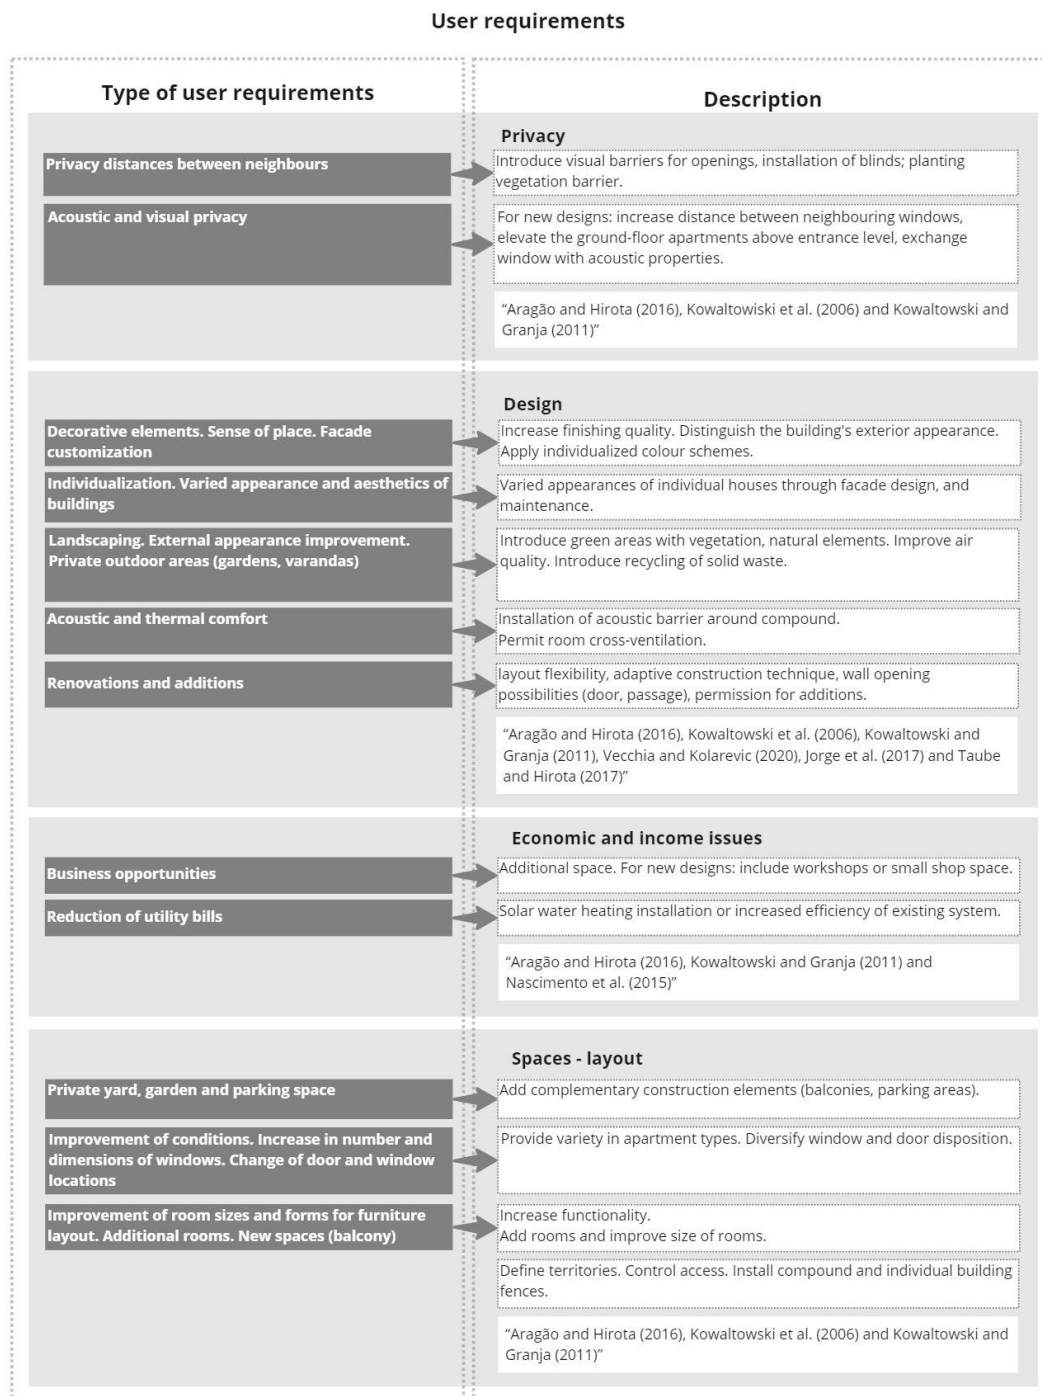 User requirements
Type of user requirements
Description
Privacy
Privacy distances between neighbours
Introduce visual barriers for openings, installation of blinds; planting
vegetation barrier.
Acoustic and visual privacy
For new designs: increase distance between neighbouring windows,
elevate the ground-floor apartments above entrance level, exchange
window with acoustic properties.
“Aragão and Hirota (2016), Kowaltowiski et al. (2006) and Kowaltowski and
Granja (2011)”
Design
Decorative elements. Sense of place. Facade
customization
Increase finishing quality. Distinguish the building's exterior appearance.
Apply individualized colour schemes.
Individualization. Varied appearance and aesthetics of
buildings
Varied appearances of individual houses through facade design, and
maintenance.
Landscaping. External appearance improvement.
Private outdoor areas (gardens, varandas)
Introduce green areas with vegetation, natural elements. Improve air
quality. Introduce recycling of solid waste.
Acoustic and thermal comfort
Installation of acoustic barrier around compound.
Permit room cross-ventilation.
Renovations and additions
layout flexibility, adaptive construction technique, wall opening
possibilities (door, passage), permission for additions.
“Aragão and Hirota (2016), Kowaltowski et al. (2006), Kowaltowski and
Granja (2011), Vecchia and Kolarevic (2020), Jorge et al. (2017) and Taube
and Hirota (2017)”
Economic and income issues
Business opportunities
Additional space. For new designs: include workshops or small shop space.
Reduction of utility bills
Solar water heating installation or increased efficiency of existing system.
“Aragão and Hirota (2016), Kowaltowski and Granja (2011) and
Nascimento et al. (2015)”
Spaces - layout
Private yard, garden and parking space
Add complementary construction elements (balconies, parking areas).
Improvement of conditions. Increase in number and
dimensions of windows. Change of door and window
locations
Provide variety in apartment types. Diversify window and door disposition.
Improvement of room sizes and forms for furniture
layout. Additional rooms. New spaces (balcony)
Increase functionality.
Add rooms and improve size of rooms.
Define territories. Control access. Install compound and individual building
fences.
“Aragão and Hirota (2016), Kowaltowski et al. (2006) and Kowaltowski and
Granja (2011)”